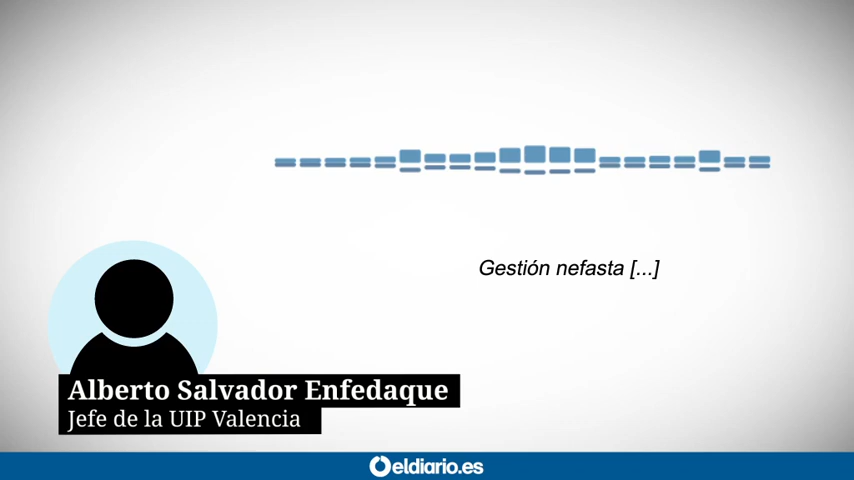 Gestión nefasta [...]
Alberto Salvador Enfedaque
Jefe de la UIP Valencia
eldiario.es